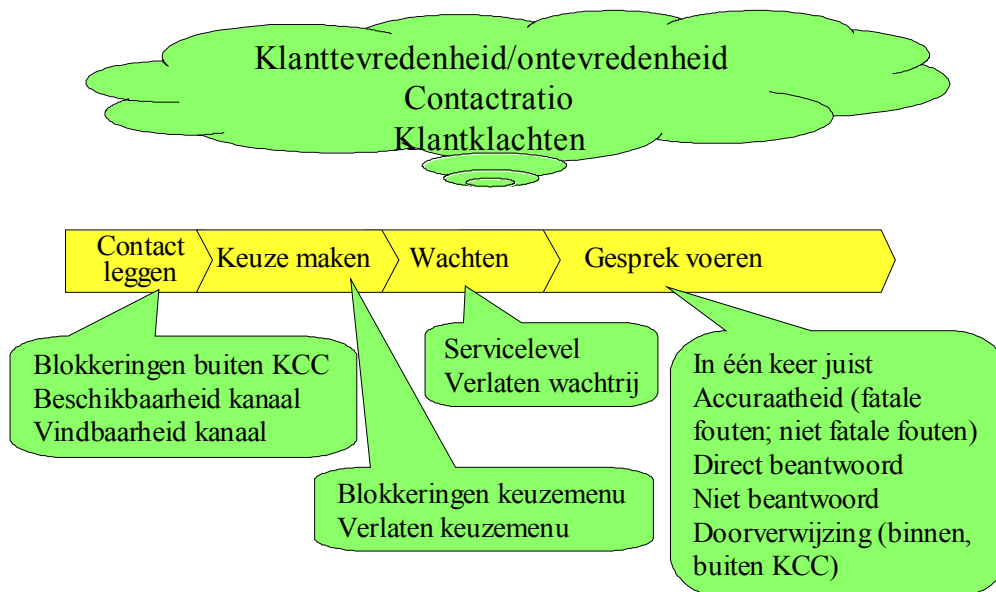 Klanttevredenheid/ontevredenheid
Contactratio
Klantklachten
Contact
leggen
Keuze maken
Wachten
Gesprek voeren
Blokkeringen buiten KCC
Beschikbaarheid kanaal
Vindbaarheid kanaal
Blokkeringen keuzemenu
Verlaten keuzemenu
Servicelevel
Verlaten wachtrij
In één keer juist
Accuraatheid (fatale
fouten; niet fatale fouten)
Direct beantwoord
Niet beantwoord
Doorverwijzing (binnen,
buiten KCC)